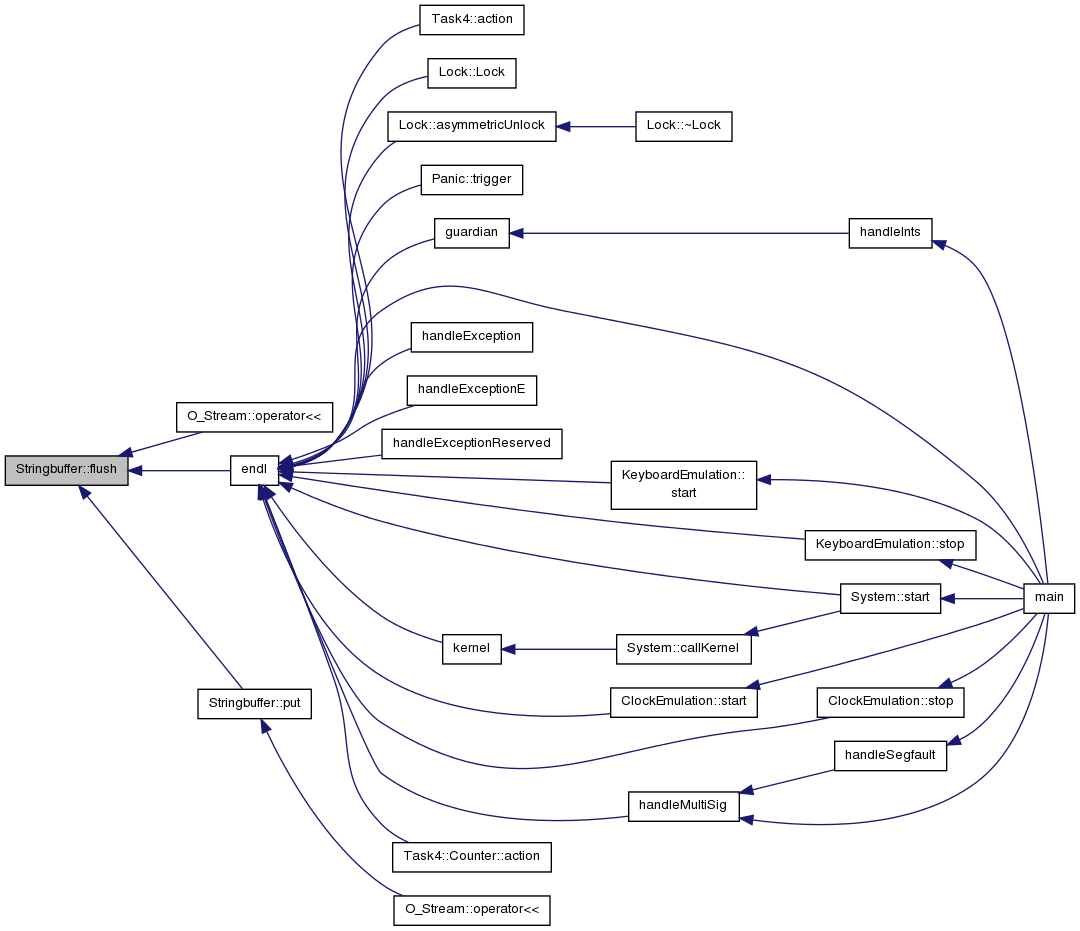 Task4::action
Lock::Lock
Lock::asymmetricUnlock
Lock::~Lock
Panic::trigger
guardian
handleInts
handleException
handleExceptionE
O_Stream::operator<<
handleExceptionReserved
Stringbuffer::flush
endl
KeyboardEmulation::
start
KeyboardEmulation::stop
System::start
main
kernel
System::callKernel
Stringbuffer::put
ClockEmulation::start
ClockEmulation::stop
handleSegfault
handleMultiSig
Task4::Counter::action
O_Stream::operator<<